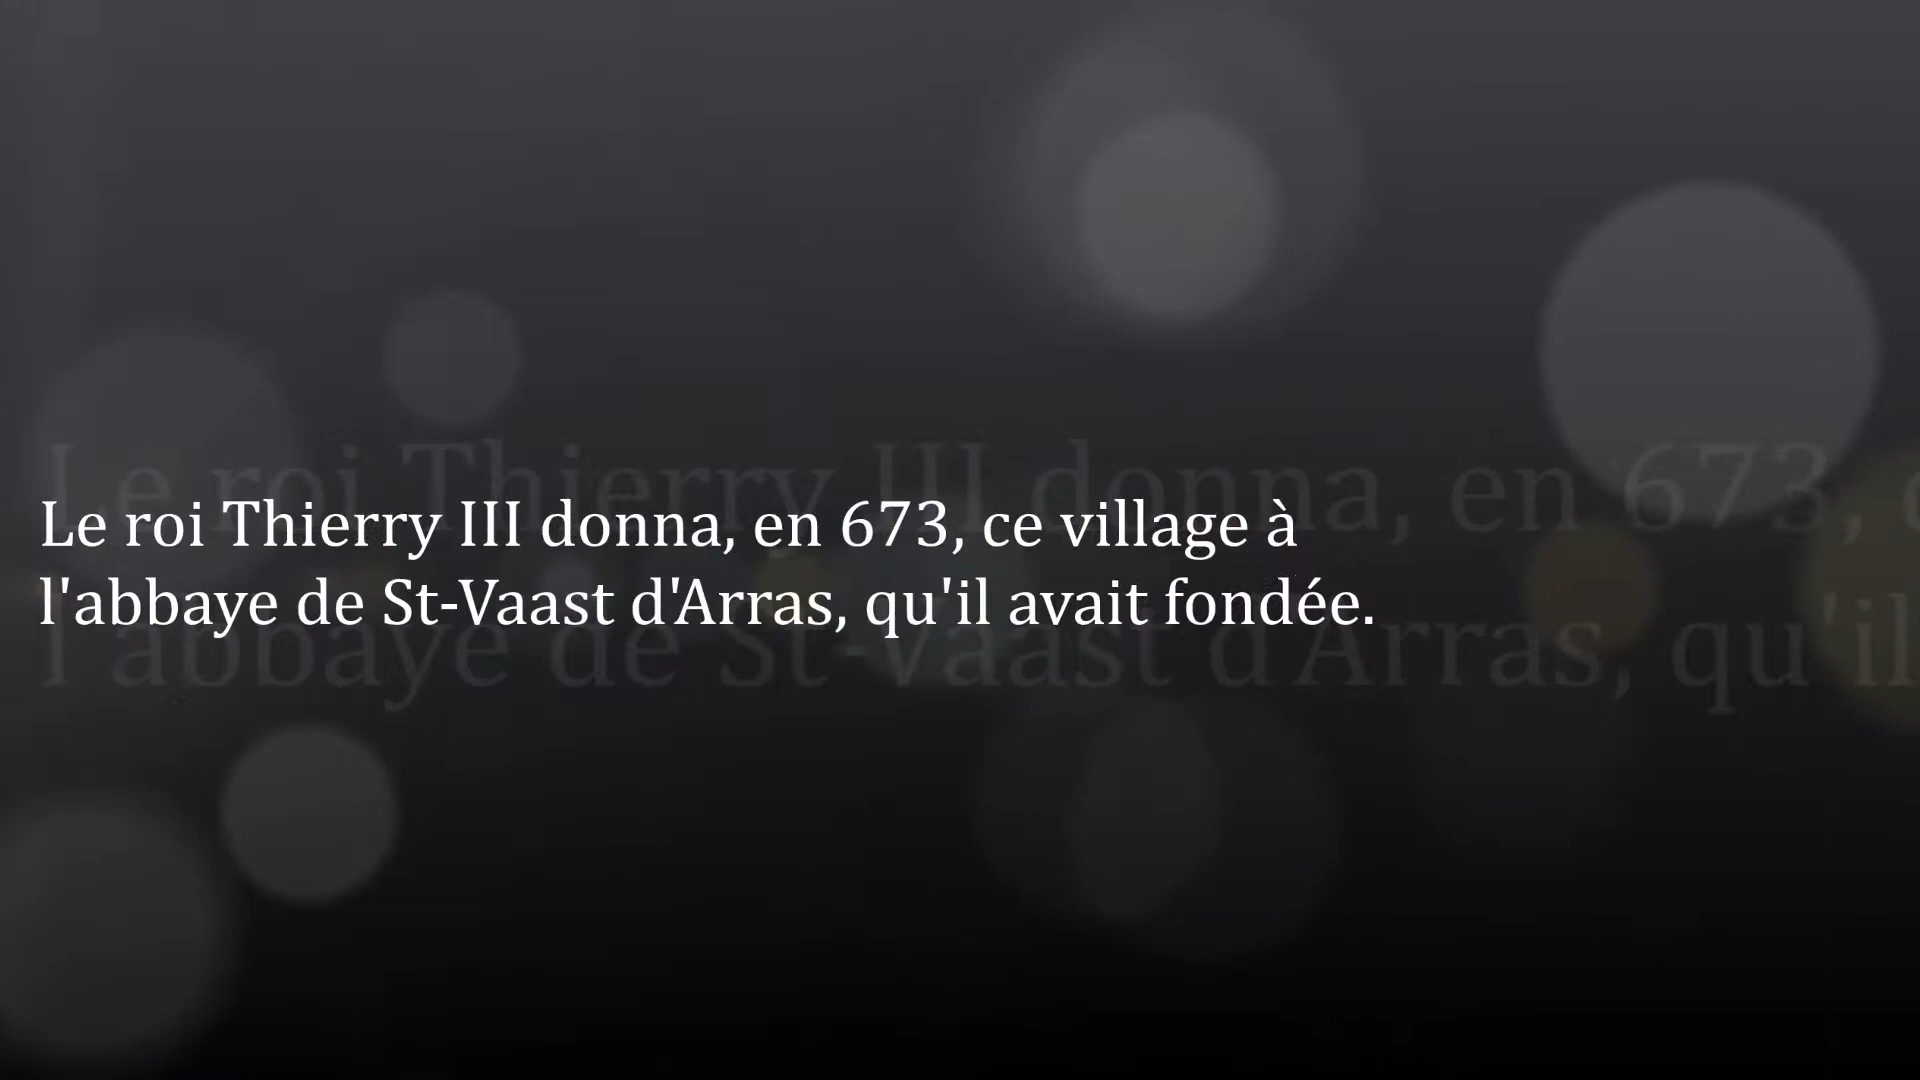 Le roi Thierry III donna, en 673, ce village à
l'abbaye de St-Vaast d'Arras, qu'il avait fondée.